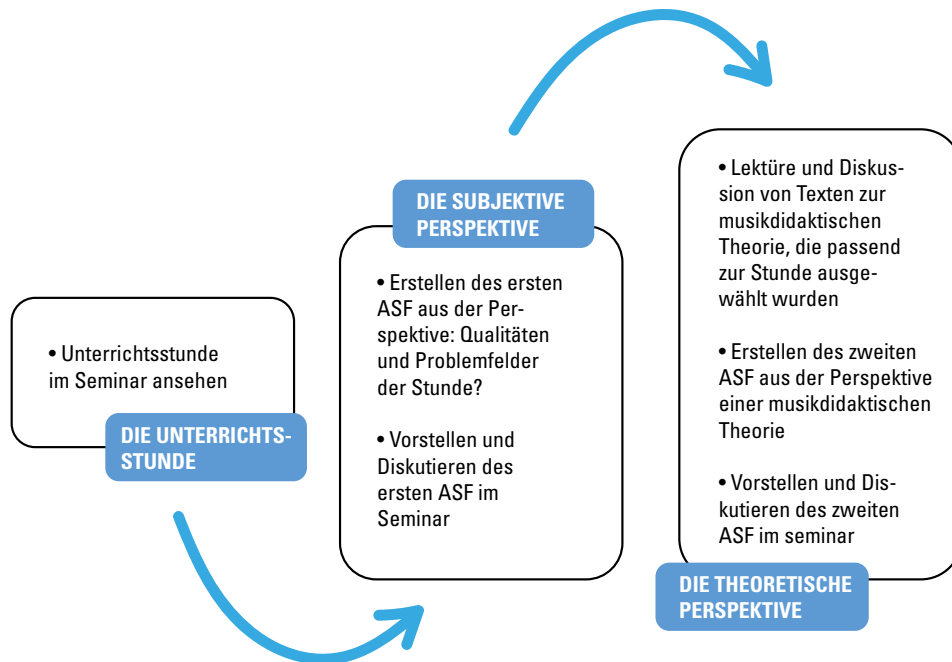 • Unterrichtsstunde
im Seminar ansehen
DIE UNTERRICHTS-
STUNDE
DIE SUBJEKTIVE
PERSPEKTIVE
• Erstellen des ersten
ASF aus der Per-
spektive: Qualitäten
und Problemfelder
der Stunde?
• Vorstellen und
Diskutieren des
ersten ASF im
Seminar
• Lektüre und Diskus-
sion von Texten zur
musikdidaktischen
Theorie, die passend
zur Stunde ausge-
wählt wurden
• Erstellen des zweiten
ASF aus der Perspektive
einer musikdidaktischen
Theorie
• Vorstellen und Dis-
kutieren des zweiten
ASF im seminar
DIE THEORETISCHE
PERSPEKTIVE